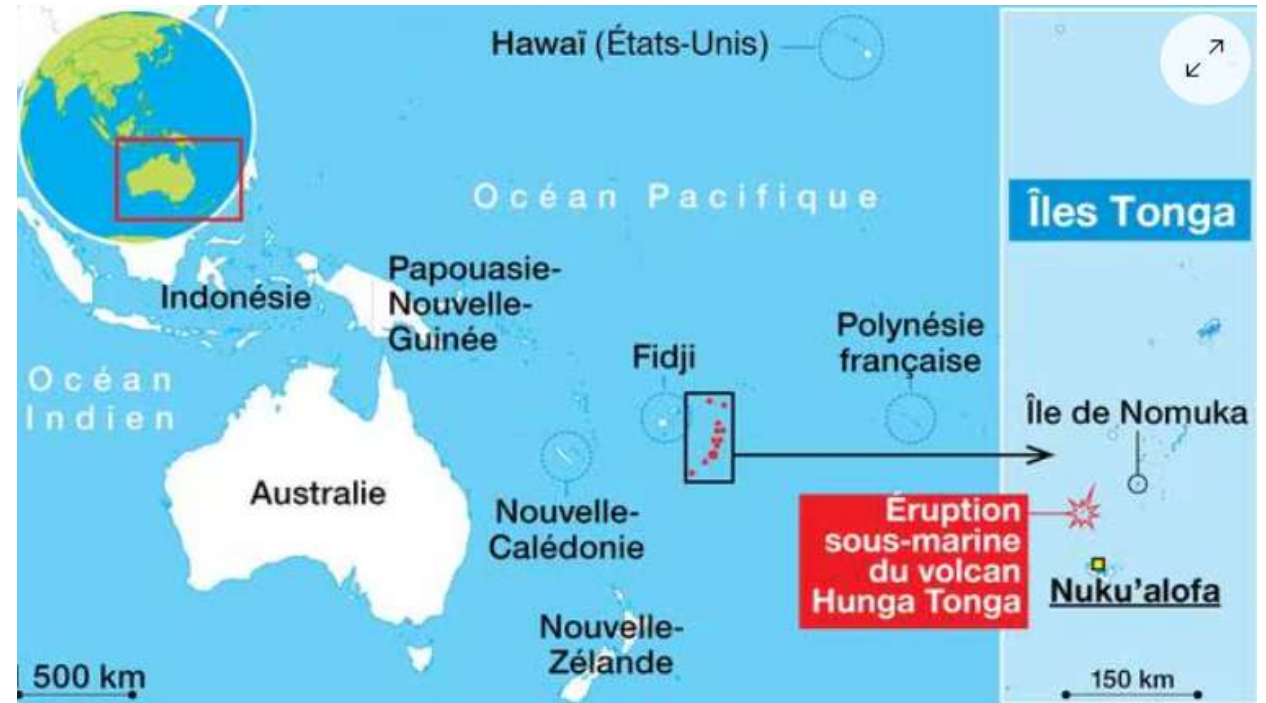 Hawaï (États-Unis)
Océan Pacifique
Îles Tonga
Papouasie-
Nouvelle-
Guinée
Indonésie
Polynésie
française
Fidji
Océan
Indien
Île de Nomuka
Australie
Nouvelle-
Calédonie
Éruption
sous-marine
du volcan
Hunga Tonga
Nuku’alofa
Nouvelle-
Zélande
500 km
150 km